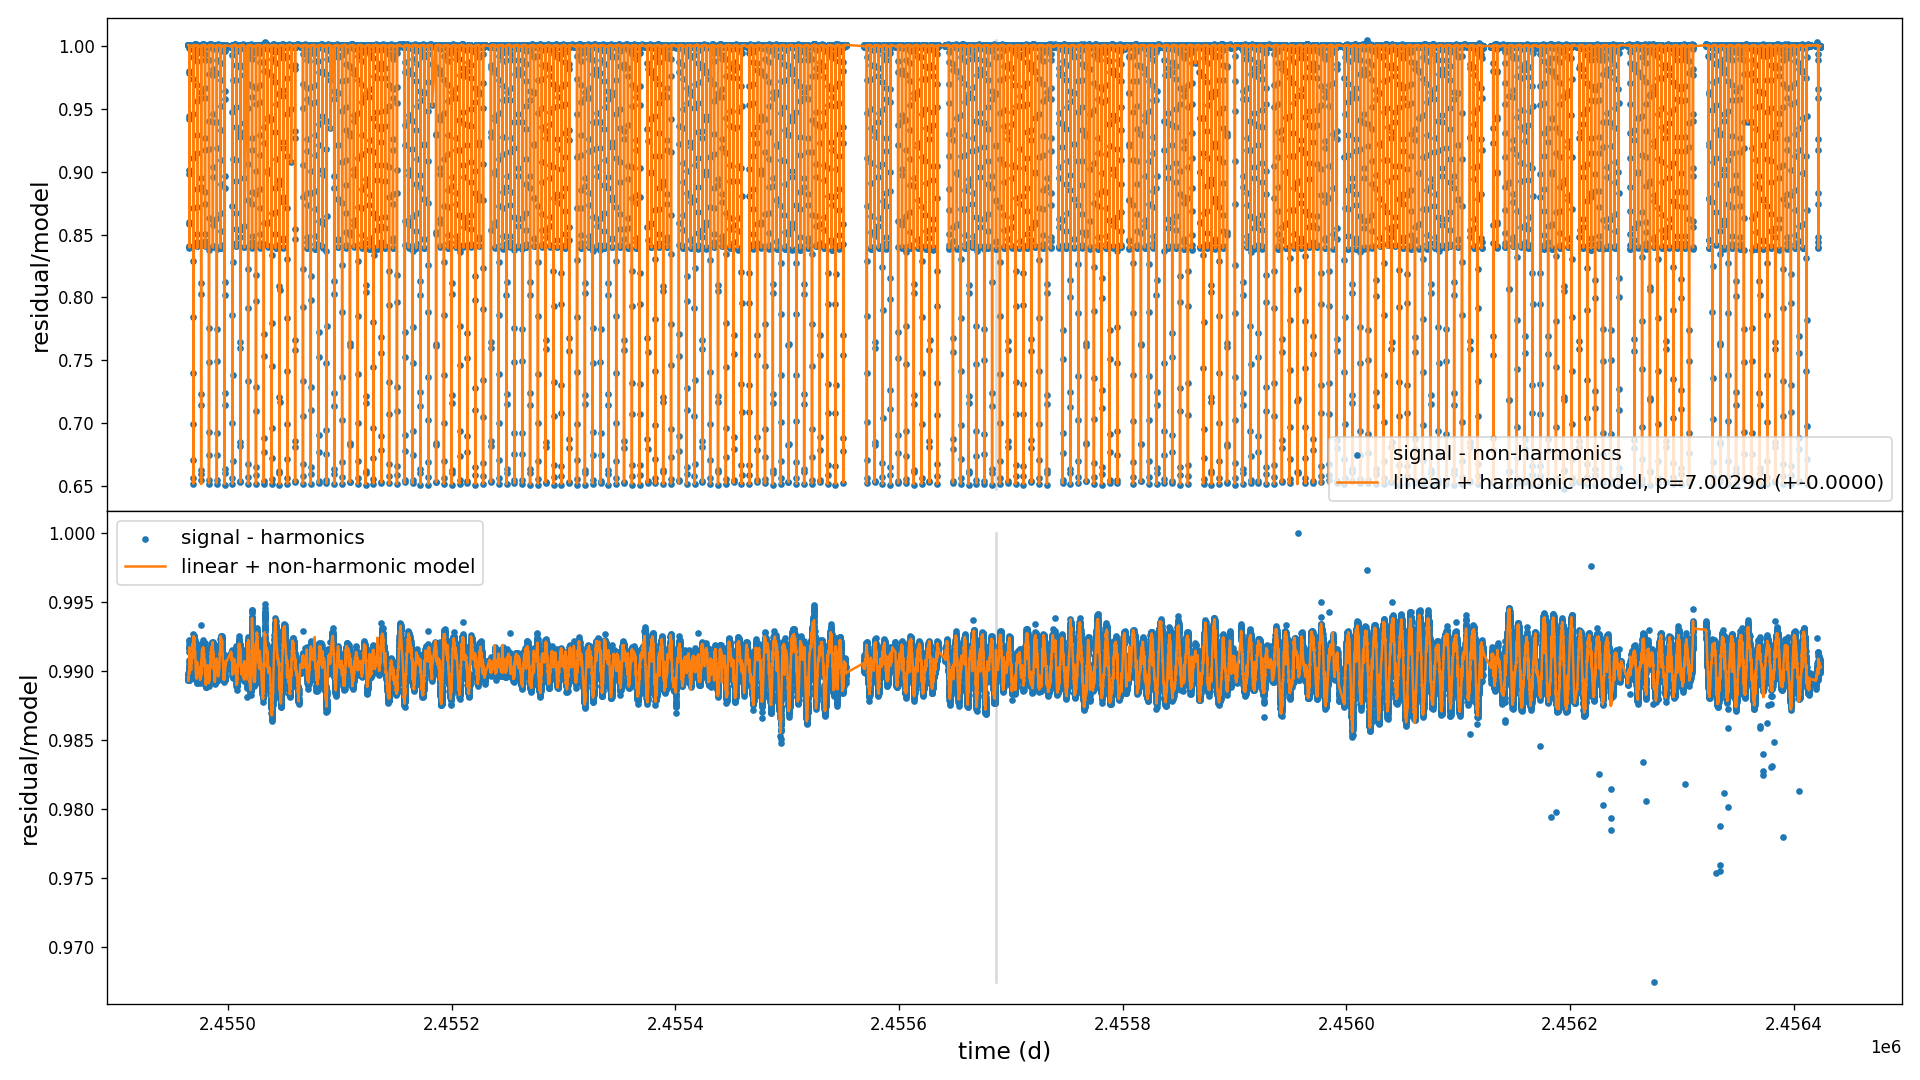 1.00
0.95
0.90
0.85
0.80
0.75
0.70
0.65
residual/model
signal - non-harmonics
linear + harmonic model, p=7.0029d (+-0.0000)
signal - harmonics
linear + non-harmonic model
1.000
0.995
0.990
0.985
0.980
0.975
0.970
residual/model
2.4550
2.4552
2.4554
2.4556
2.4558
2.4560
2.4562
2.4564
1e6
time (d)